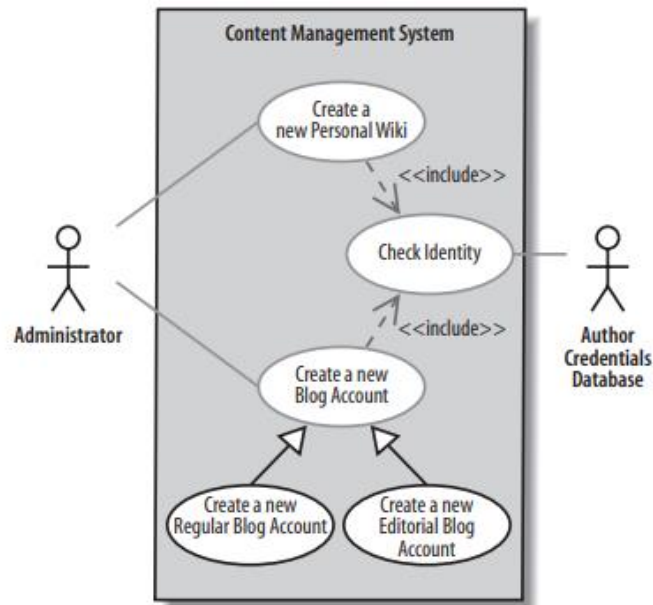 Content Management System
Create a
new Personal Wiki
<<include>>
Check Identity
Administrator
<<include>>
Author
Credentials
Database
Create a new
Blog Account
Create a new
Regular Blog Account
Create a new
Editorial Blog
Account